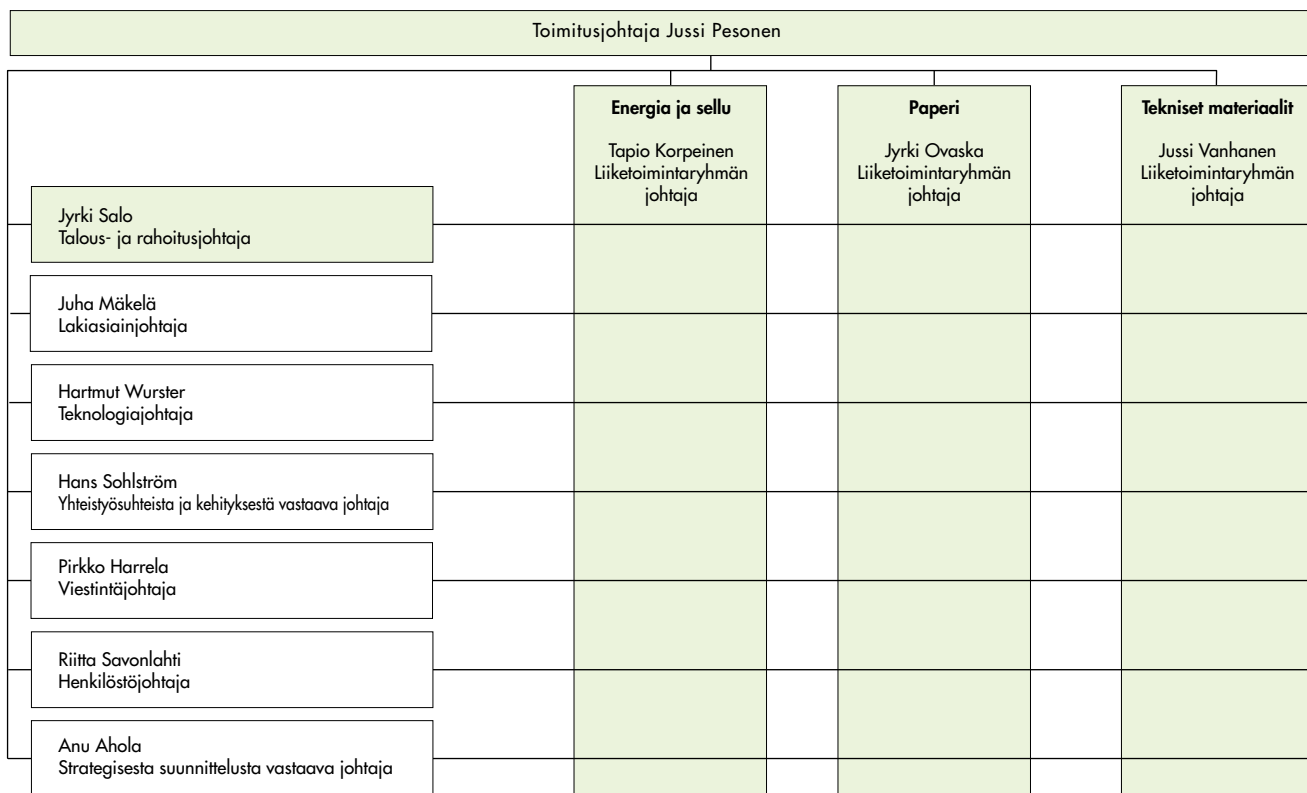 Toimitusjohtaja Jussi Pesonen
Energia ja sellu
Tapio Korpeinen
Liiketoimintaryhmän
johtaja
Paperi
Jyrki Ovaska
Liiketoimintaryhmän
johtaja
Tekniset materiaalit
Jussi Vanhanen
Liiketoimintaryhmän
johtaja
Jyrki Salo
Talous- ja rahoitusjohtaja
Juha Mäkelä
Lakiasiainjohtaja
Hartmut Wurster
Teknologiajohtaja
Hans Sohlström
Yhteistyösuhteista ja kehityksestä vastaava johtaja
Pirkko Harrela
Viestintäjohtaja
Riitta Savonlahti
Henkilöstöjohtaja
Anu Ahola
Strategisesta suunnittelusta vastaava johtaja